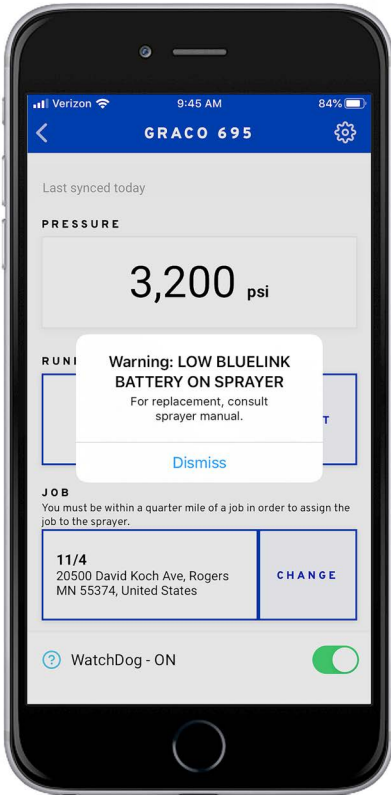 Verizon 9:45 AM 84%
GRACO 695
Last synced today
PRESSURE
3,200 psi
Warning: LOW BLUELINK
BATTERY ON SPRAYER
For replacement, consult
sprayer manual.
Dismiss
JOB
You must be within a quarter mile of a job in order to assign the
job to the sprayer.
11/4
20500 David Koch Ave, Rogers
MN 55374, United States
CHANGE
? WatchDog - ON